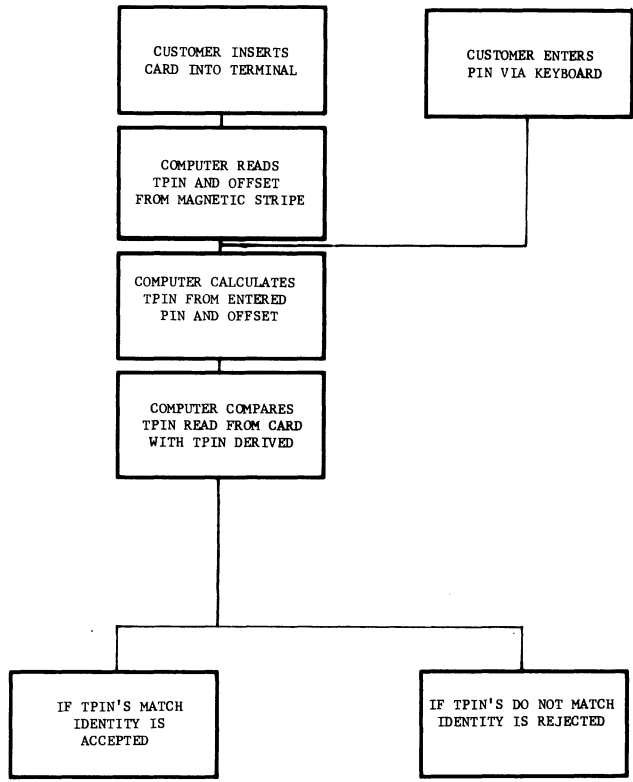 CUSTOMER INSERTS
CARD INTO TERMINAL
CUSTOMER ENTERS
PIN VIA KEYBOARD
COMPUTER READS
TPIN AND OFFSET
FROM MAGNETIC STRIPE
COMPUTER CALCULATES
TPIN FROM ENTERED
PIN AND OFFSET
COMPUTER COMPARES
TPIN READ FROM CARD
WITH TPIN DERIVED
IF TPIN'S MATCH
IDENTITY IS
ACCEPTED
IF TPIN'S DO NOT MATCH
IDENTITY IS REJECTED